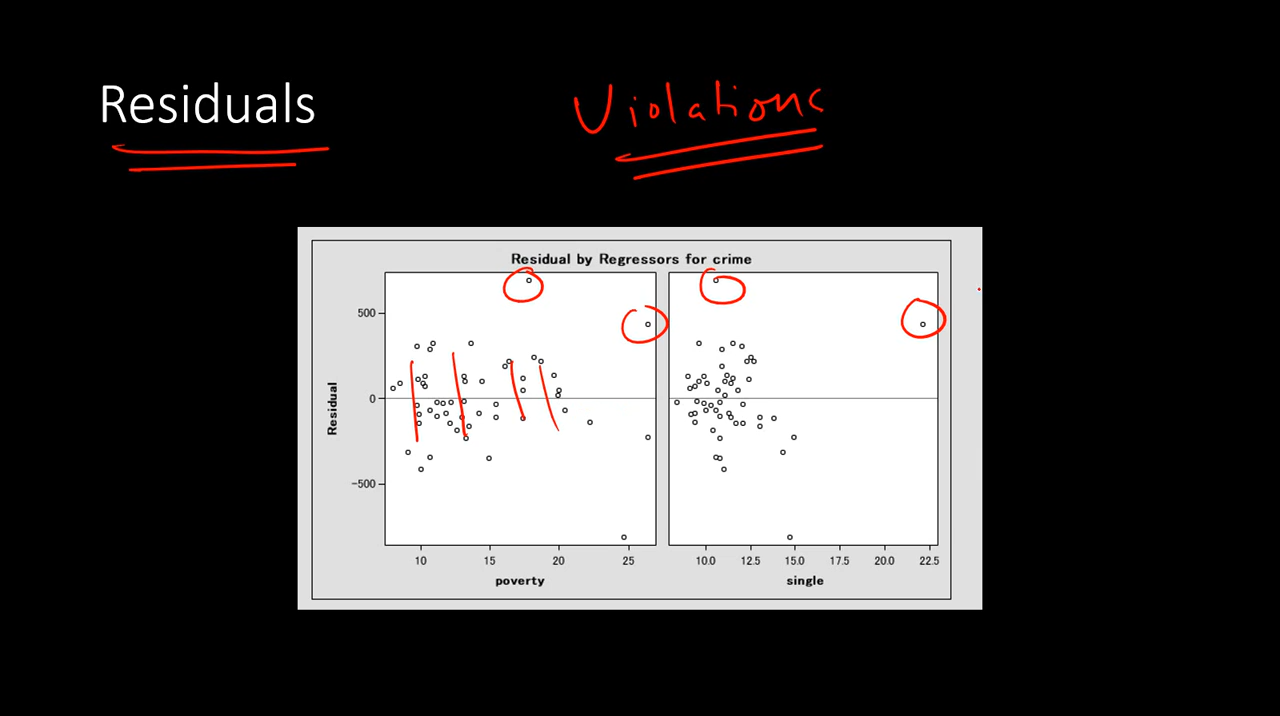 Residuals
Violations
Residual by Regressors for crime
Residual
500
0
-500
10 15 20 25
10.0 12.5 15.0 17.5 20.0 22.5
poverty
single